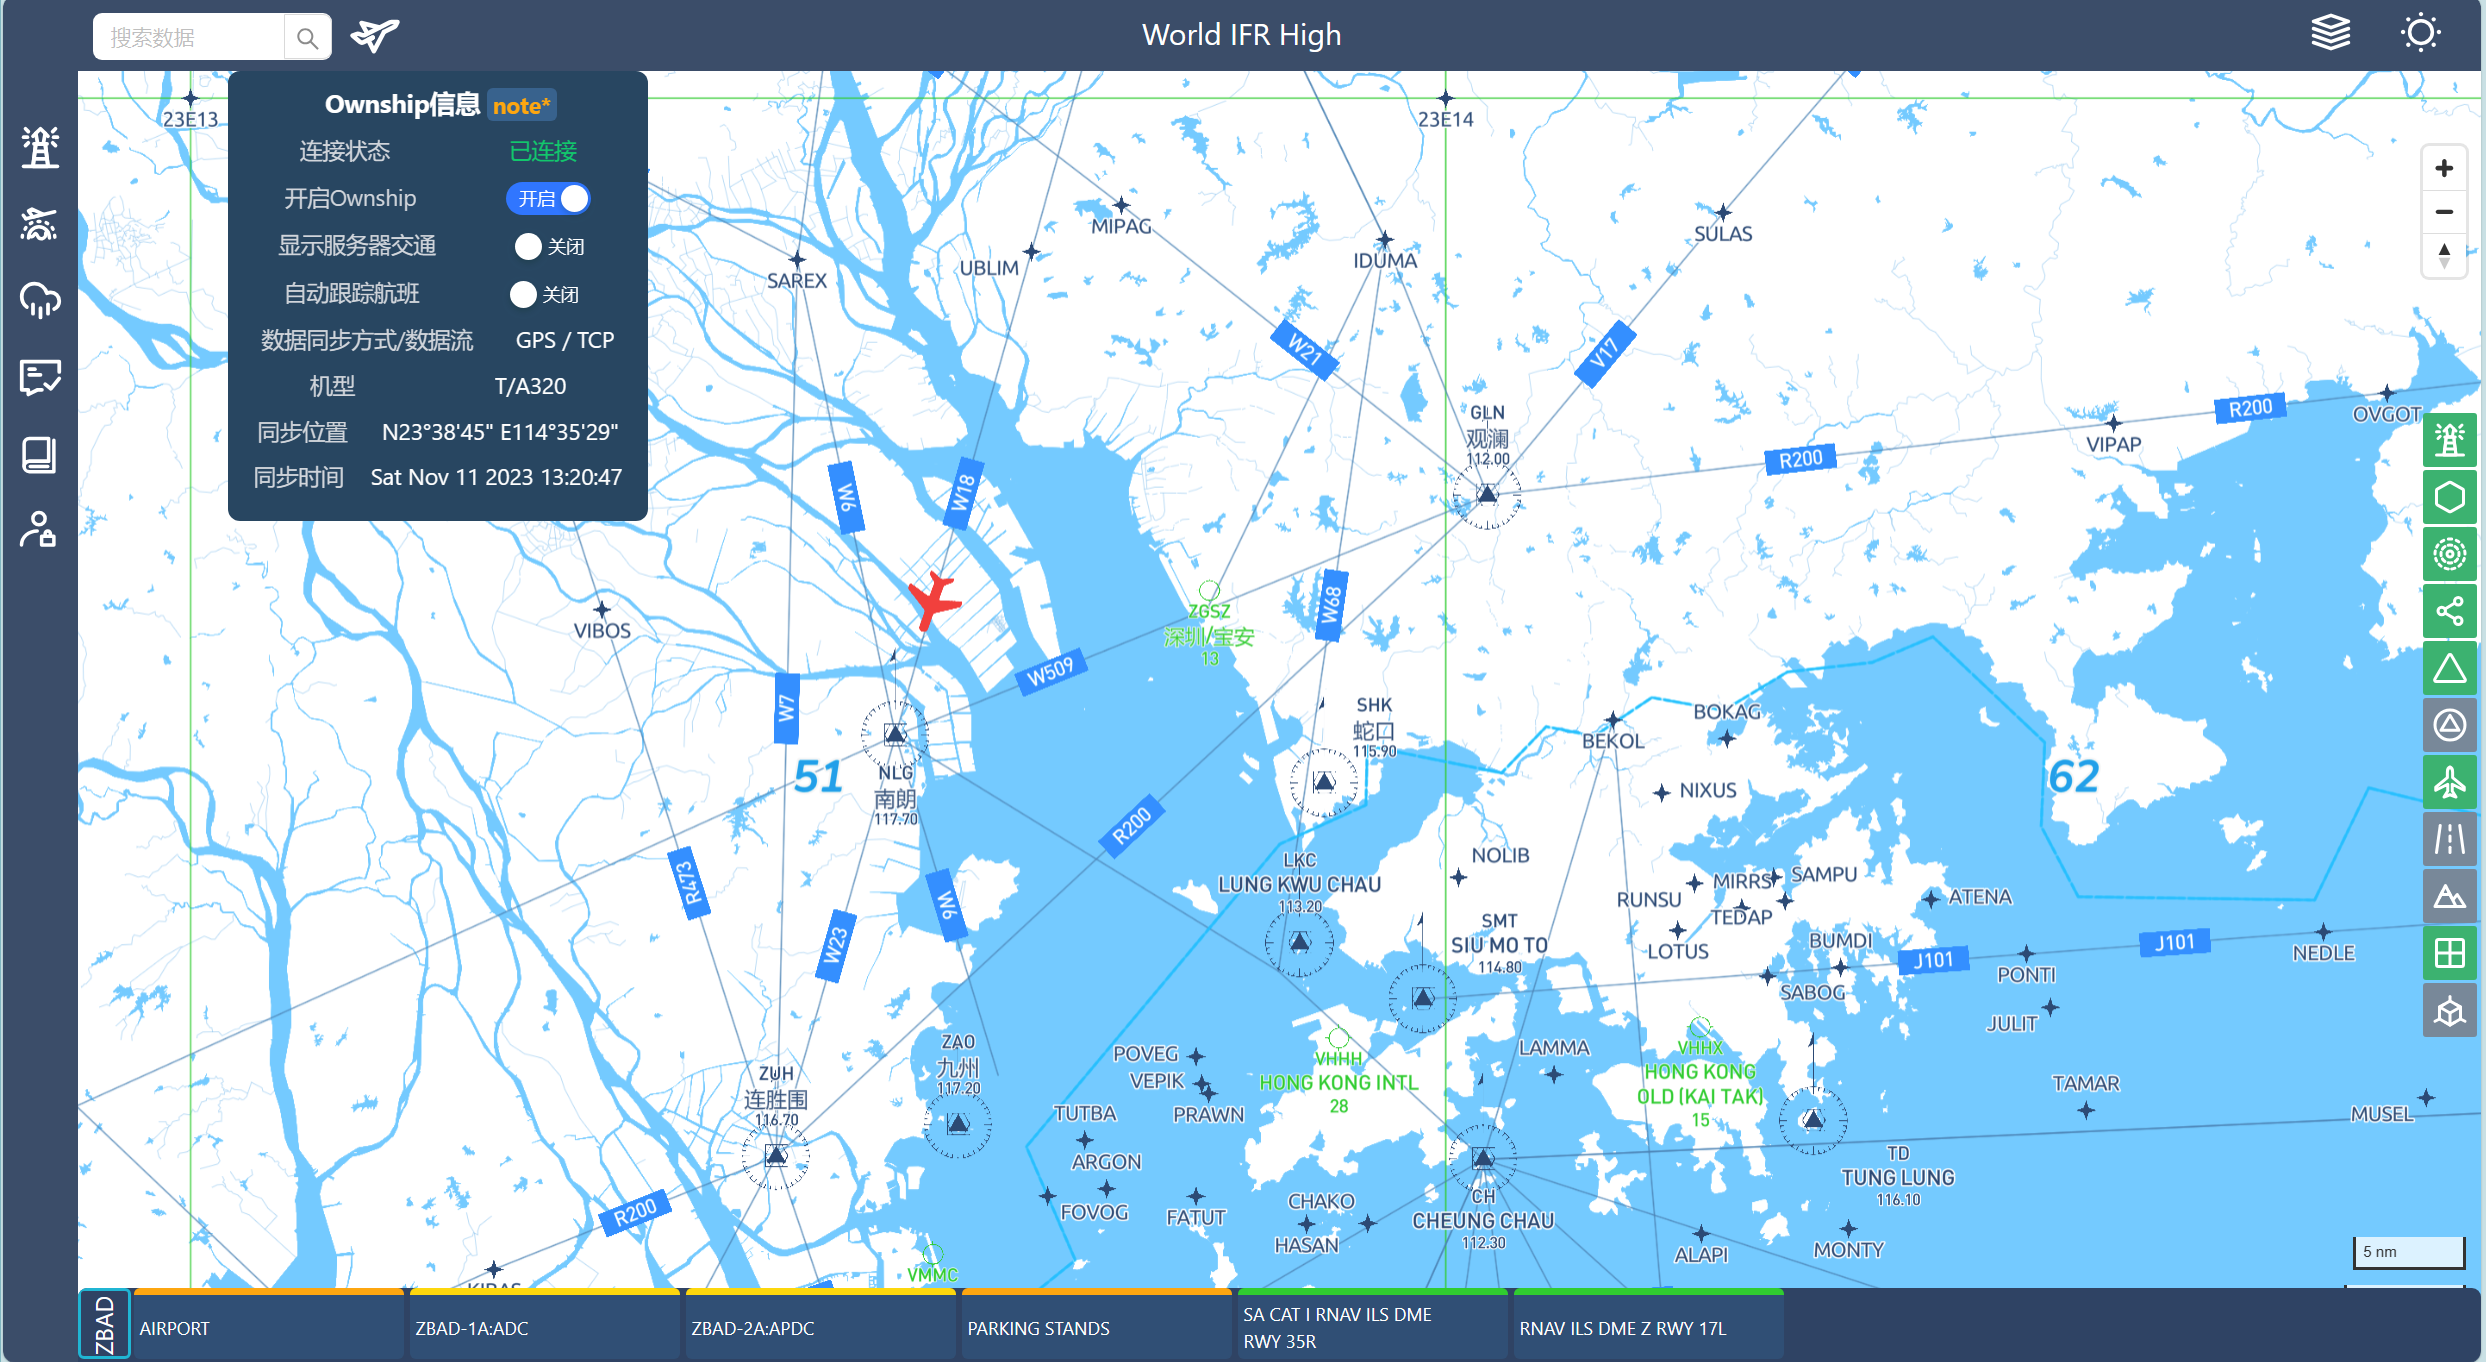 搜索数据
World IFR High
Ownship信息 note*
连接状态 已连接
开启Ownship 开启
显示服务器交通 关闭
自动跟踪航班 关闭
数据同步方式/数据流 GPS / TCP
机型 T/A320
同步位置 N23°38'45" E114°35'29"
同步时间 Sat Nov 11 2023 13:20:47
23E13
23E14
MIPAG
SULAS
UBLIM
IDUMA
SAREX
W21
V17
GLN
观澜
112.00
R200
OVGOT
VIPAP
R200
W6
W18
W68
ZGSZ
深圳/宝安
13
VIBOS
W509
W7
SHK
蛇口
115.90
BOKAG
BEKOL
51
NLG
南朗
117.70
62
NIXUS
R200
NOLIB
LKC
LUNG KWU CHAU
113.20
R473
W6
W23
MIRRS
SAMPU
RUNSU
TEDAP
ATENA
SMT
SIU MO TO
114.80
LOTUS
BUMDI
J101
J101
NEDLE
PONTI
SABOG
JULIT
ZAO
九州
117.20
POVEG
VEPIK
PRAWN
VHHH
HONG KONG INTL
28
LAMMA
VHHX
HONG KONG
OLD (KAI TAK)
15
ZUH
连胜围
116.70
TUTBA
TAMAR
MUSEL
ARGON
TD
TUNG LUNG
116.10
R200
FOVOG
FATUT
CHAKO
HASAN
CH
CHEUNG CHAU
112.30
ALAPI
MONTY
VMMC
5 nm
ZBAD
AIRPORT
ZBAD-1A:ADC
ZBAD-2A:APDC
PARKING STANDS
SA CAT I RNAV ILS DME
RWY 35R
RNAV ILS DME Z RWY 17L